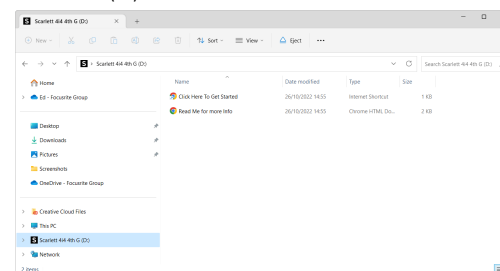 Scarlett 4i4 4th G (D:)
New
Sort
View
Eject
Scarlett 4i4 4th G (D:)
Search Scarlett 4i4 4th G (D:)
Home
Ed - Focusrite Group
Desktop
Downloads
Pictures
Screenshots
OneDrive - Focusrite Group
Creative Cloud Files
This PC
Scarlett 4i4 4th G (D:)
Network
Name Date modified Type Size
Click Here To Get Started 26/10/2022 14:55 Internet Shortcut 1 KB
Read Me for more Info 26/10/2022 14:55 Chrome HTML Do... 2 KB
2 items